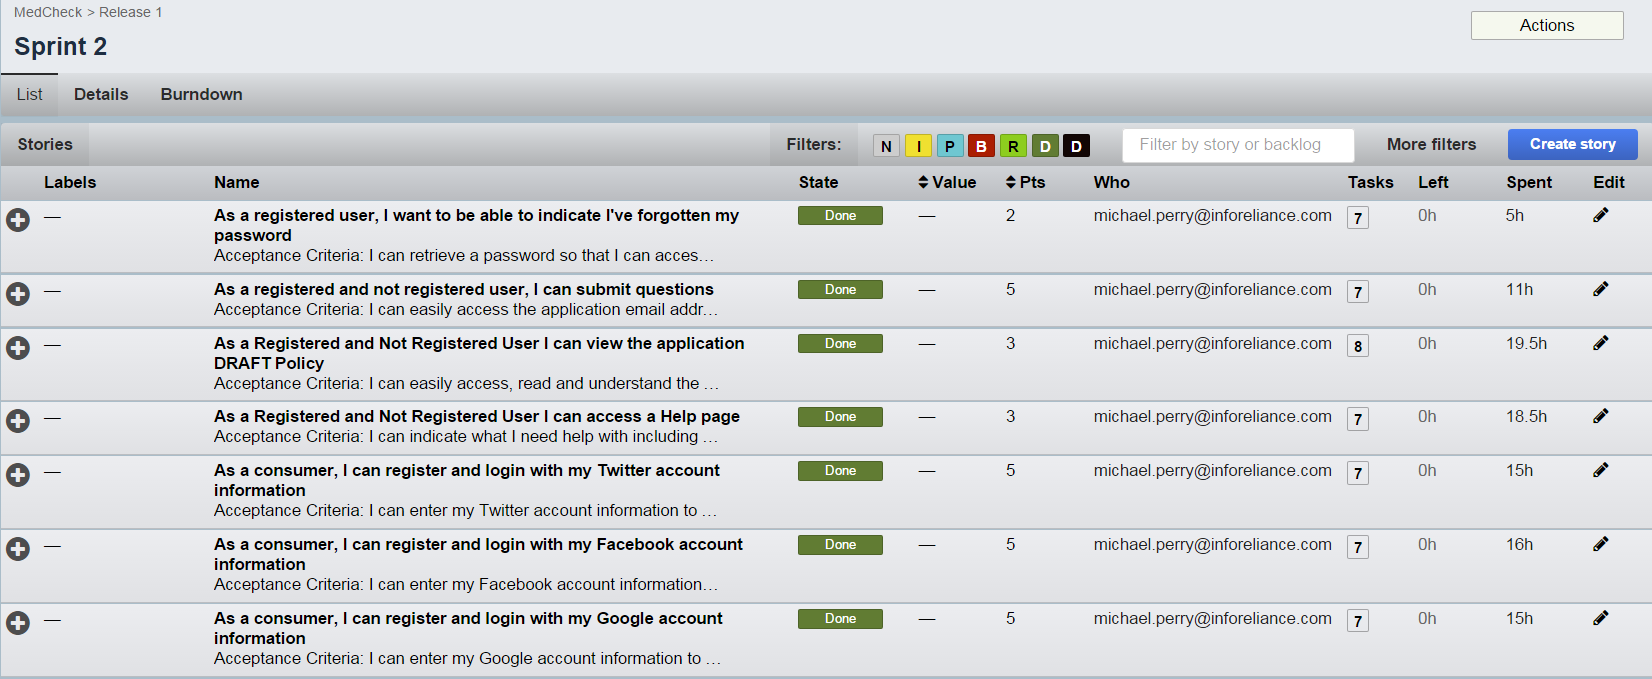 MedCheck > Release 1
Actions
Sprint 2
List Details Burndown
Stories Filters: N I P B R D D Filter by story or backlog More filters Create story
Labels Name State Value Pts Who Tasks Left Spent Edit
— As a registered user, I want to be able to indicate I've forgotten my Done — 2 michael.perry@inforeliance.com 7 0h 5h
password
Acceptance Criteria: I can retrieve a password so that I can acces…
— As a registered and not registered user, I can submit questions Done — 5 michael.perry@inforeliance.com 7 0h 11h
Acceptance Criteria: I can easily access the application email addr…
— As a Registered and Not Registered User I can view the application Done — 3 michael.perry@inforeliance.com 8 0h 19.5h
DRAFT Policy
Acceptance Criteria: I can easily access, read and understand the …
— As a Registered and Not Registered User I can access a Help page Done — 3 michael.perry@inforeliance.com 7 0h 18.5h
Acceptance Criteria: I can indicate what I need help with including …
— As a consumer, I can register and login with my Twitter account Done — 5 michael.perry@inforeliance.com 7 0h 15h
information
Acceptance Criteria: I can enter my Twitter account information to …
— As a consumer, I can register and login with my Facebook account Done — 5 michael.perry@inforeliance.com 7 0h 16h
information
Acceptance Criteria: I can enter my Facebook account information…
— As a consumer, I can register and login with my Google account Done — 5 michael.perry@inforeliance.com 7 0h 15h
information
Acceptance Criteria: I can enter my Google account information to …